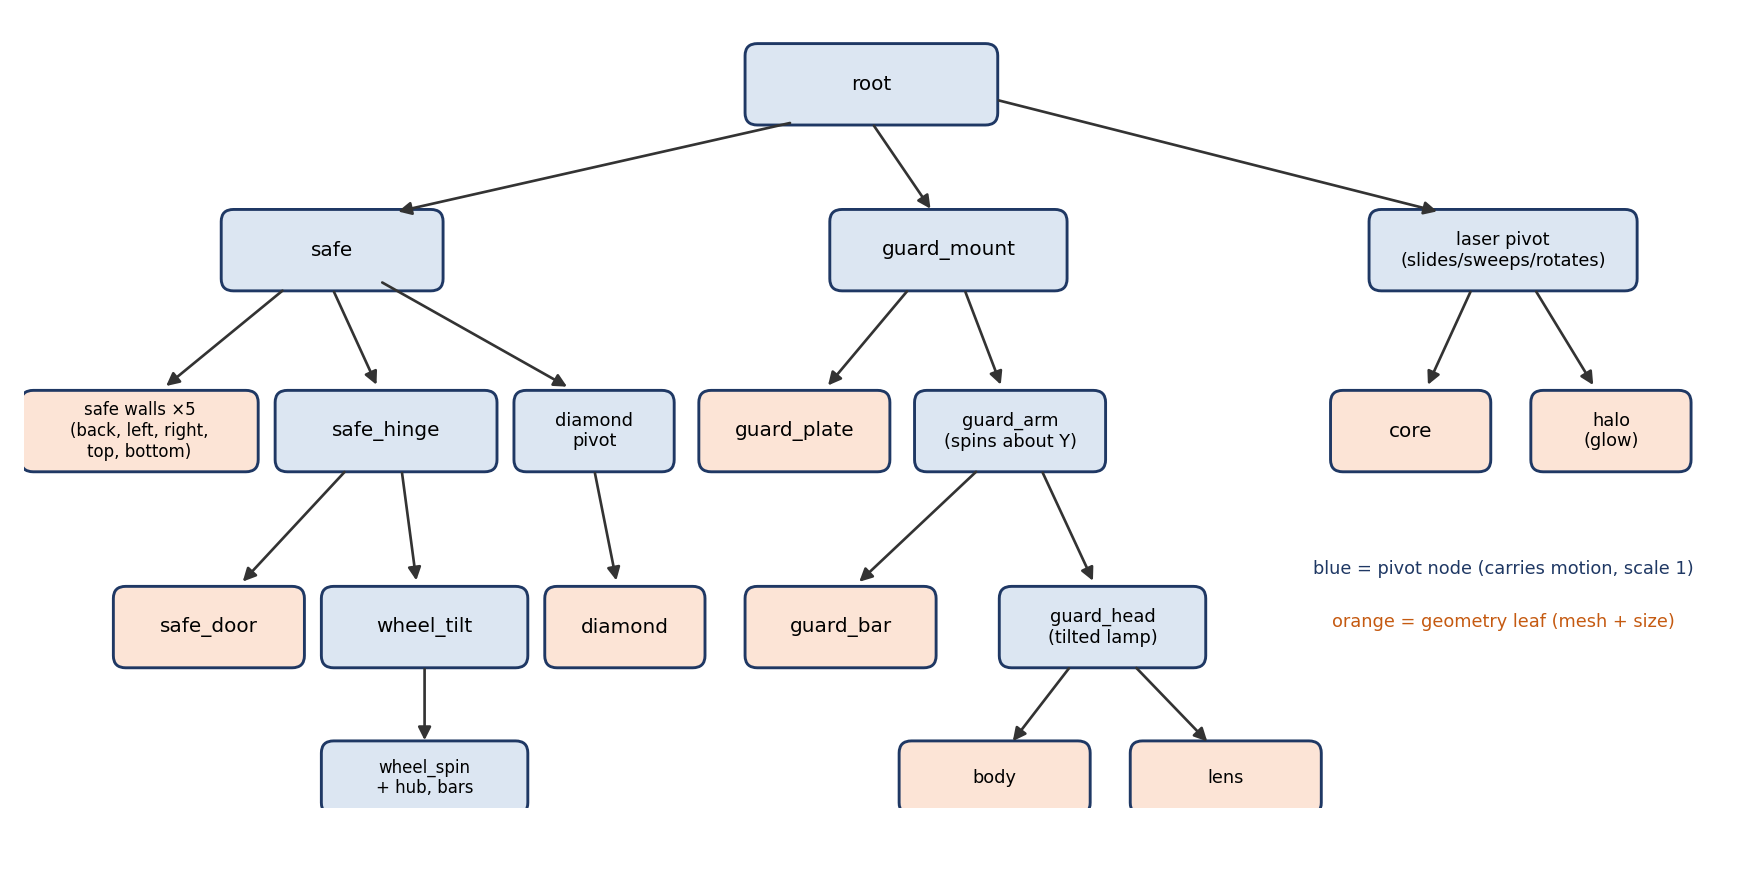 root
safe
guard_mount
laser pivot
(slides/sweeps/rotates)
safe walls ×5
(back, left, right,
top, bottom)
safe_hinge
diamond
pivot
guard_plate
guard_arm
(spins about Y)
core
halo
(glow)
blue = pivot node (carries motion, scale 1)
orange = geometry leaf (mesh + size)
safe_door
wheel_tilt
diamond
guard_bar
guard_head
(tilted lamp)
wheel_spin
+ hub, bars
body
lens